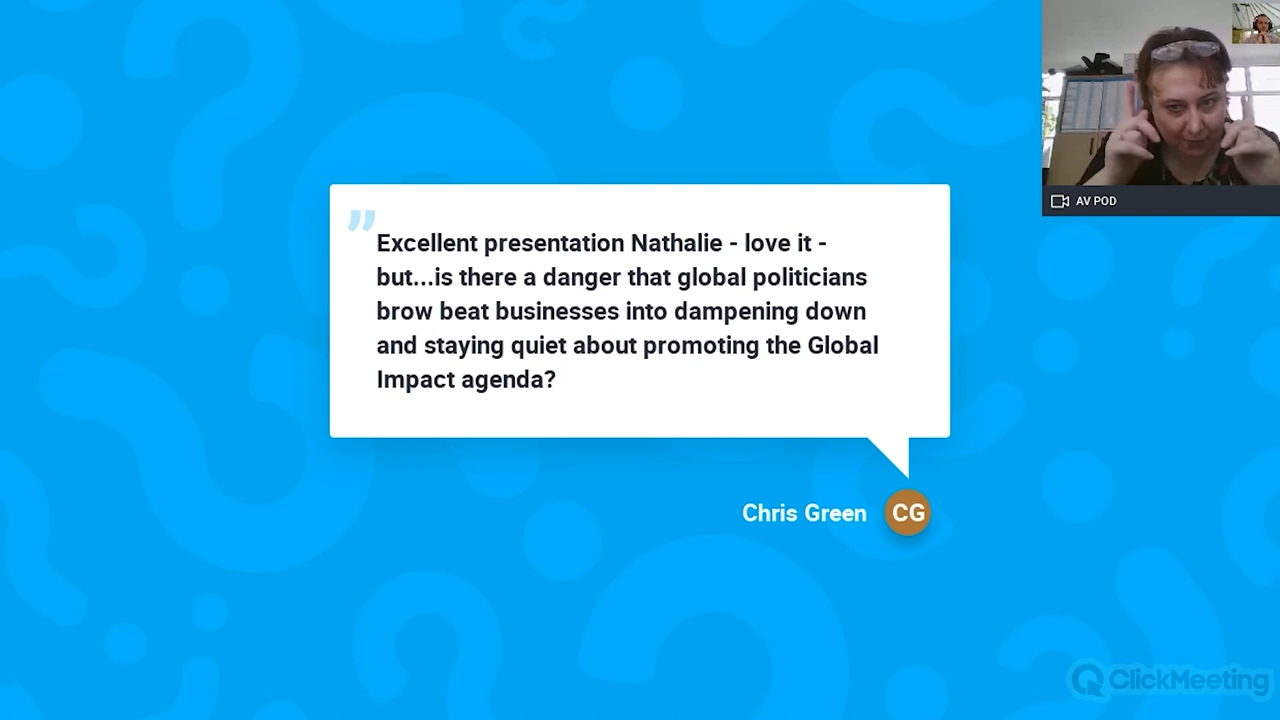 AV POD
”
Excellent presentation Nathalie - love it -
but...is there a danger that global politicians
brow beat businesses into dampening down
and staying quiet about promoting the Global
Impact agenda?
Chris Green
CG
ClickMeeting